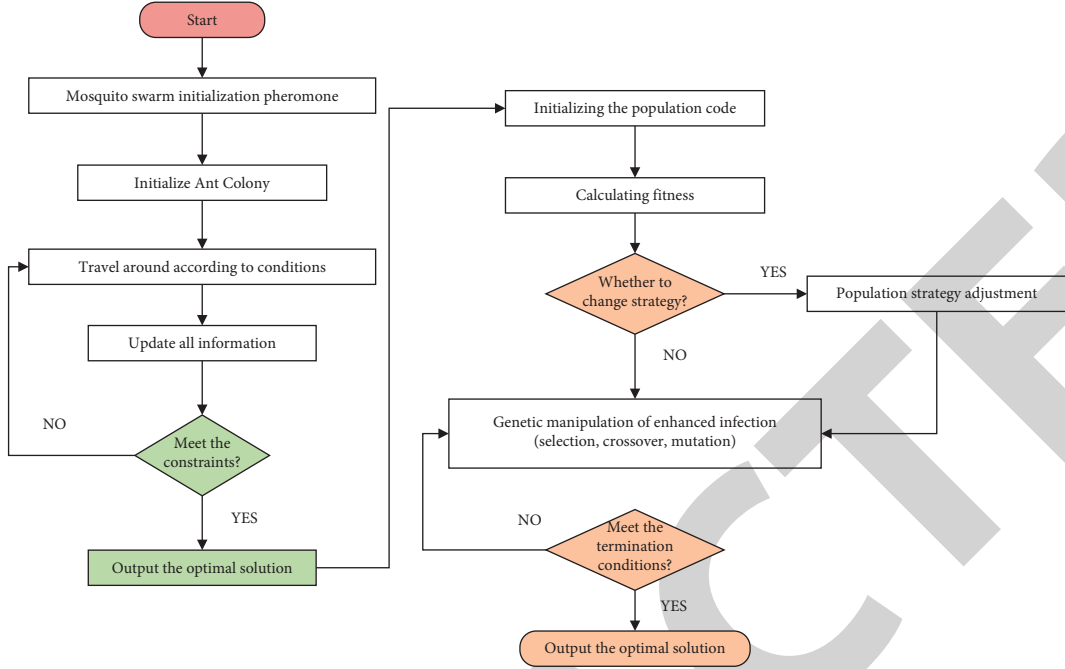 Start
Mosquito swarm initialization pheromone
Initialize Ant Colony
Travel around according to conditions
Update all information
NO
Meet the
constraints?
YES
Output the optimal solution
Initializing the population code
Calculating fitness
Whether to
change strategy?
YES
Population strategy adjustment
NO
Genetic manipulation of enhanced infection
(selection, crossover, mutation)
NO
Meet the
termination
conditions?
YES
Output the optimal solution
CTE